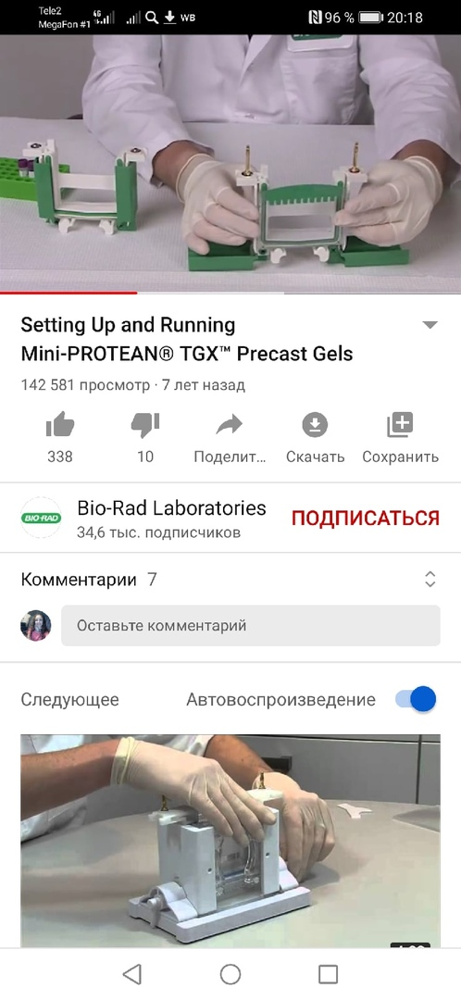 Tele2
MegaFon #1
4G
WB
96 %
20:18
Setting Up and Running
Mini-PROTEAN® TGX™ Precast Gels
142 581 просмотр · 7 лет назад
338
10
Поделит...
Скачать
Сохранить
BIO-RAD
Bio-Rad Laboratories
34,6 тыс. подписчиков
ПОДПИСАТЬСЯ
Комментарии 7
Оставьте комментарий
Следующее
Автовоспроизведение